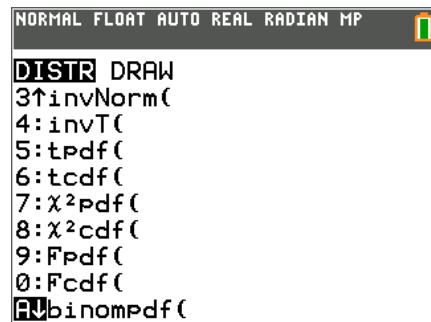 NORMAL FLOAT AUTO REAL RADIAN MP
DISTR DRAW
3↑invNorm(
4:invT(
5:tpdf(
6:tcdf(
7:χ²pdf(
8:χ²cdf(
9:Fpdf(
0:Fcdf(
A↓binompdf(